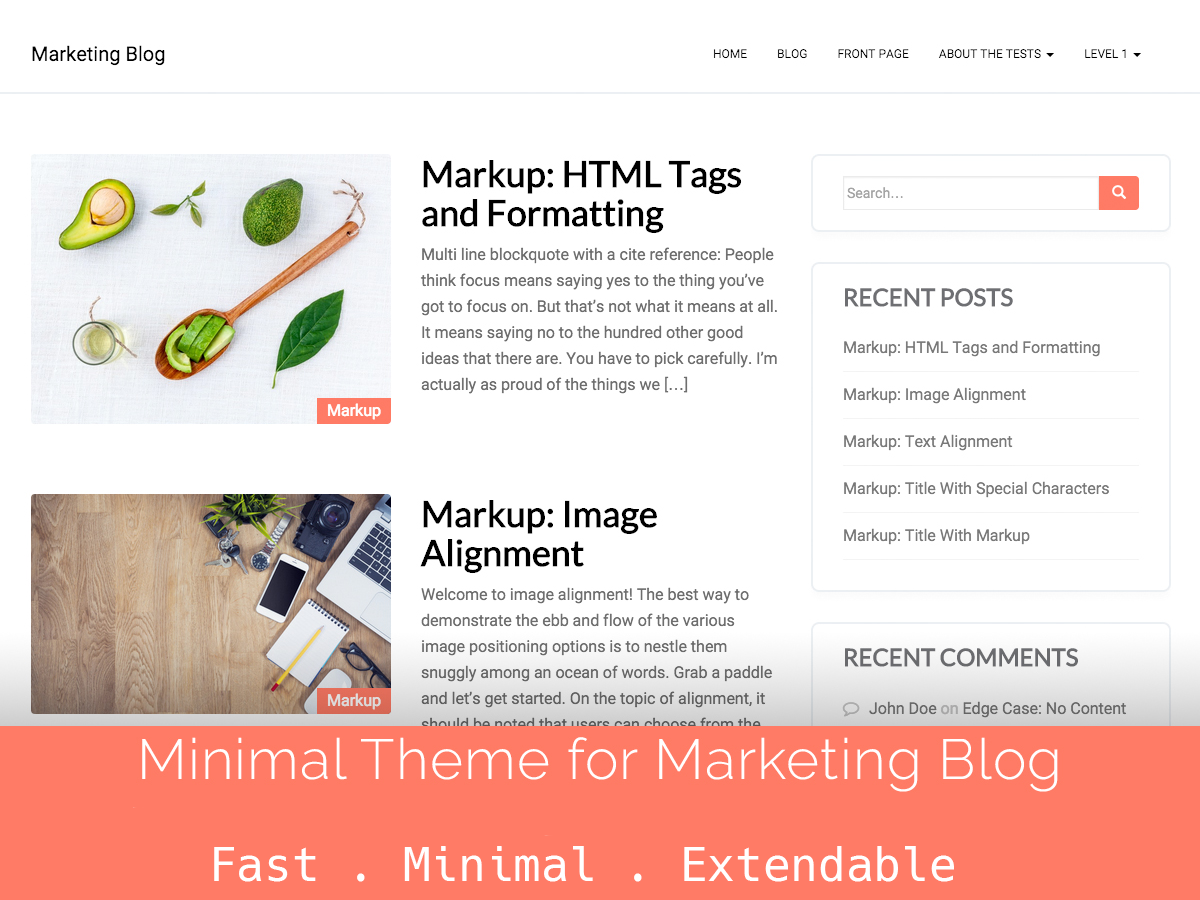 Marketing Blog
HOME
BLOG
FRONT PAGE
ABOUT THE TESTS
LEVEL 1
Markup
Markup: HTML Tags
and Formatting
Multi line blockquote with a cite reference: People
think focus means saying yes to the thing you’ve
got to focus on. But that’s not what it means at all.
It means saying no to the hundred other good
ideas that there are. You have to pick carefully. I’m
actually as proud of the things we […]
Markup
Markup: Image
Alignment
Welcome to image alignment! The best way to
demonstrate the ebb and flow of the various
image positioning options is to nestle them
snuggly among an ocean of words. Grab a paddle
and let’s get started. On the topic of alignment, it
should be noted that users can choose from the
Search…
RECENT POSTS
Markup: HTML Tags and Formatting
Markup: Image Alignment
Markup: Text Alignment
Markup: Title With Special Characters
Markup: Title With Markup
RECENT COMMENTS
John Doe on Edge Case: No Content
Minimal Theme for Marketing Blog
Fast . Minimal . Extendable